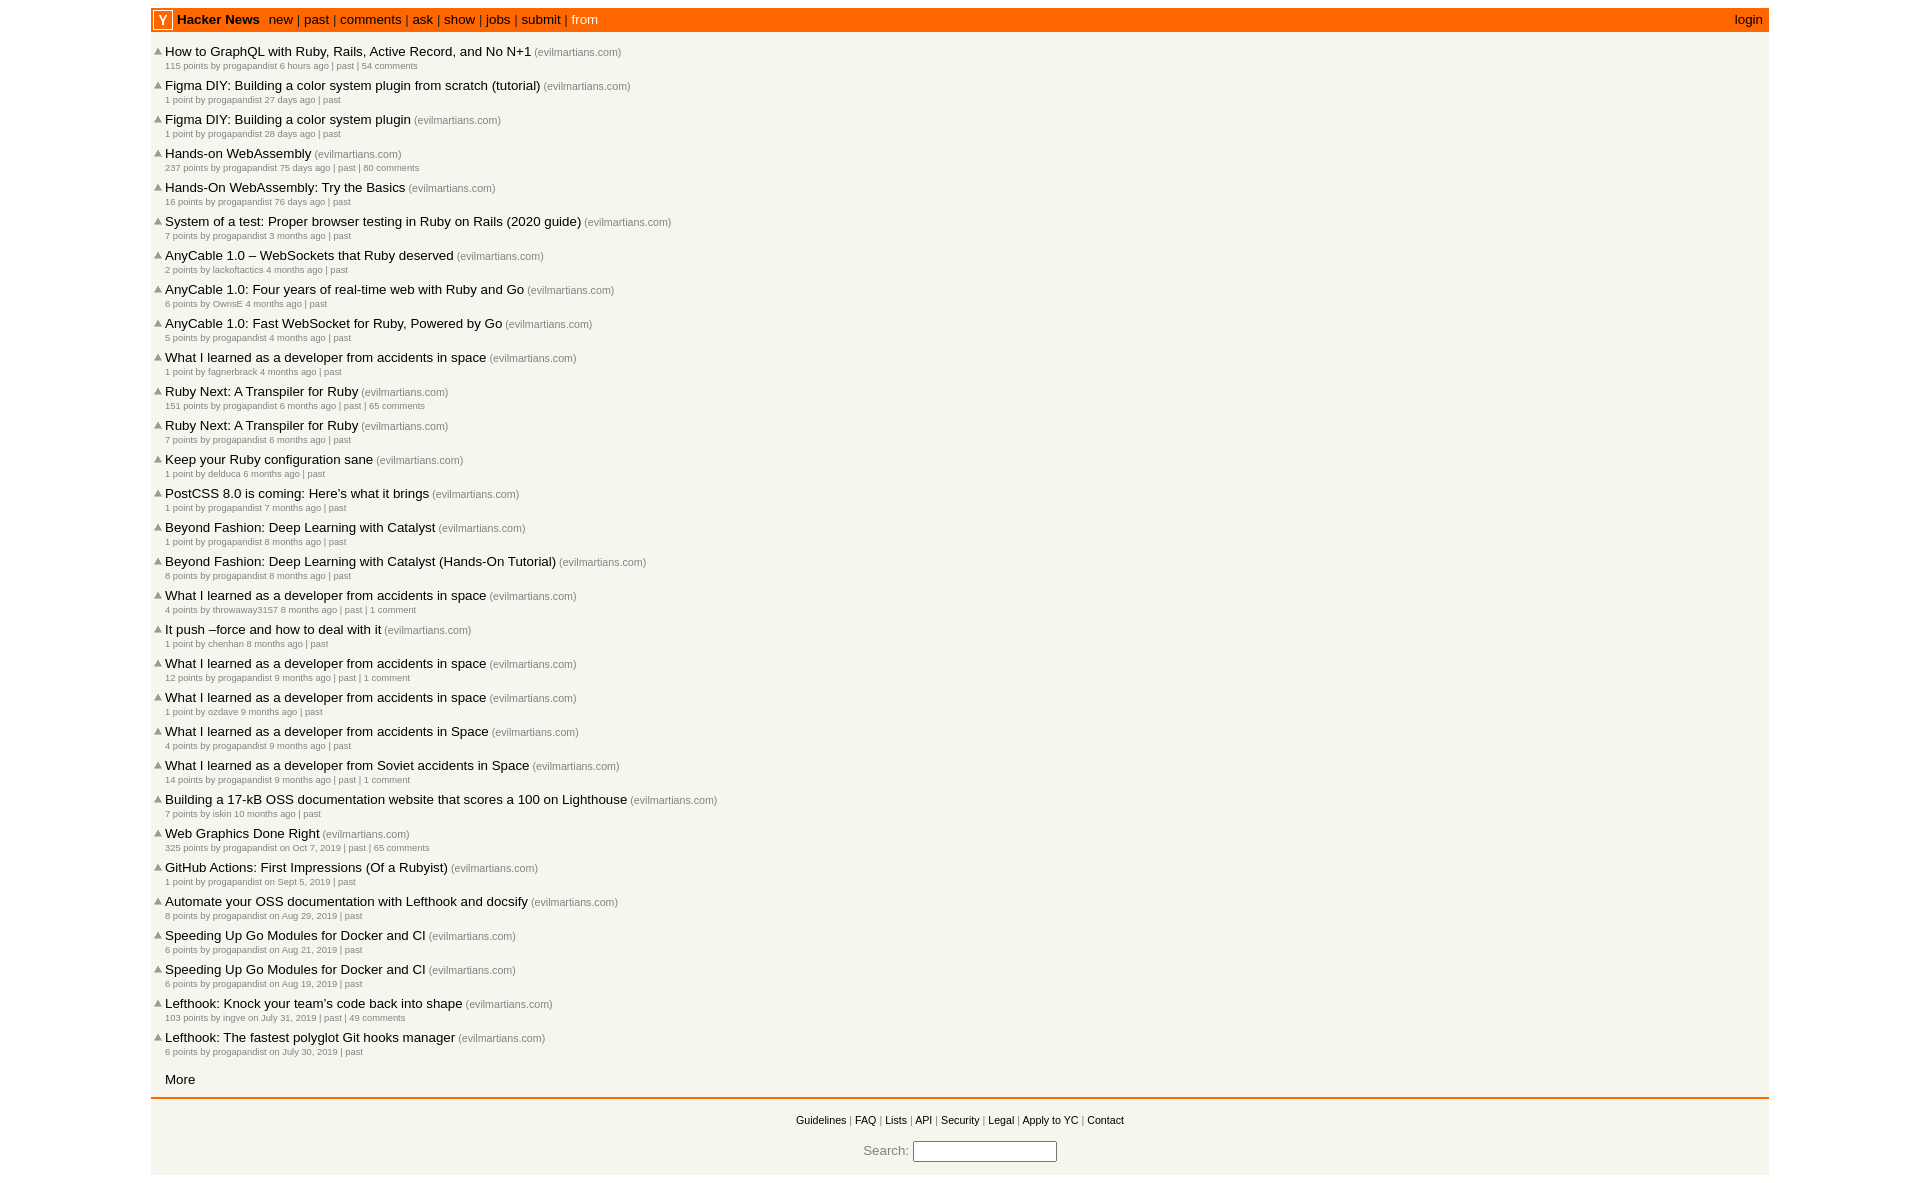 Y Hacker News new | past | comments | ask | show | jobs | submit | from login
How to GraphQL with Ruby, Rails, Active Record, and No N+1 (evilmartians.com)
115 points by progapandist 6 hours ago | past | 54 comments
Figma DIY: Building a color system plugin from scratch (tutorial) (evilmartians.com)
1 point by progapandist 27 days ago | past
Figma DIY: Building a color system plugin (evilmartians.com)
1 point by progapandist 28 days ago | past
Hands-on WebAssembly (evilmartians.com)
237 points by progapandist 75 days ago | past | 80 comments
Hands-On WebAssembly: Try the Basics (evilmartians.com)
16 points by progapandist 76 days ago | past
System of a test: Proper browser testing in Ruby on Rails (2020 guide) (evilmartians.com)
7 points by progapandist 3 months ago | past
AnyCable 1.0 – WebSockets that Ruby deserved (evilmartians.com)
2 points by lackoftactics 4 months ago | past
AnyCable 1.0: Four years of real-time web with Ruby and Go (evilmartians.com)
6 points by OwnsE 4 months ago | past
AnyCable 1.0: Fast WebSocket for Ruby, Powered by Go (evilmartians.com)
5 points by progapandist 4 months ago | past
What I learned as a developer from accidents in space (evilmartians.com)
1 point by fagnerbrack 4 months ago | past
Ruby Next: A Transpiler for Ruby (evilmartians.com)
151 points by progapandist 6 months ago | past | 65 comments
Ruby Next: A Transpiler for Ruby (evilmartians.com)
7 points by progapandist 6 months ago | past
Keep your Ruby configuration sane (evilmartians.com)
1 point by delduca 6 months ago | past
PostCSS 8.0 is coming: Here’s what it brings (evilmartians.com)
1 point by progapandist 7 months ago | past
Beyond Fashion: Deep Learning with Catalyst (evilmartians.com)
1 point by progapandist 8 months ago | past
Beyond Fashion: Deep Learning with Catalyst (Hands-On Tutorial) (evilmartians.com)
8 points by progapandist 8 months ago | past
What I learned as a developer from accidents in space (evilmartians.com)
4 points by throwaway3157 8 months ago | past | 1 comment
It push –force and how to deal with it (evilmartians.com)
1 point by chenhan 8 months ago | past
What I learned as a developer from accidents in space (evilmartians.com)
12 points by progapandist 9 months ago | past | 1 comment
What I learned as a developer from accidents in space (evilmartians.com)
1 point by ozdave 9 months ago | past
What I learned as a developer from accidents in Space (evilmartians.com)
4 points by progapandist 9 months ago | past
What I learned as a developer from Soviet accidents in Space (evilmartians.com)
14 points by progapandist 9 months ago | past | 1 comment
Building a 17-kB OSS documentation website that scores a 100 on Lighthouse (evilmartians.com)
7 points by iskin 10 months ago | past
Web Graphics Done Right (evilmartians.com)
325 points by progapandist on Oct 7, 2019 | past | 65 comments
GitHub Actions: First Impressions (Of a Rubyist) (evilmartians.com)
1 point by progapandist on Sept 5, 2019 | past
Automate your OSS documentation with Lefthook and docsify (evilmartians.com)
8 points by progapandist on Aug 29, 2019 | past
Speeding Up Go Modules for Docker and CI (evilmartians.com)
6 points by progapandist on Aug 21, 2019 | past
Speeding Up Go Modules for Docker and CI (evilmartians.com)
6 points by progapandist on Aug 19, 2019 | past
Lefthook: Knock your team’s code back into shape (evilmartians.com)
103 points by ingve on July 31, 2019 | past | 49 comments
Lefthook: The fastest polyglot Git hooks manager (evilmartians.com)
6 points by progapandist on July 30, 2019 | past
More
Guidelines | FAQ | Lists | API | Security | Legal | Apply to YC | Contact
Search: